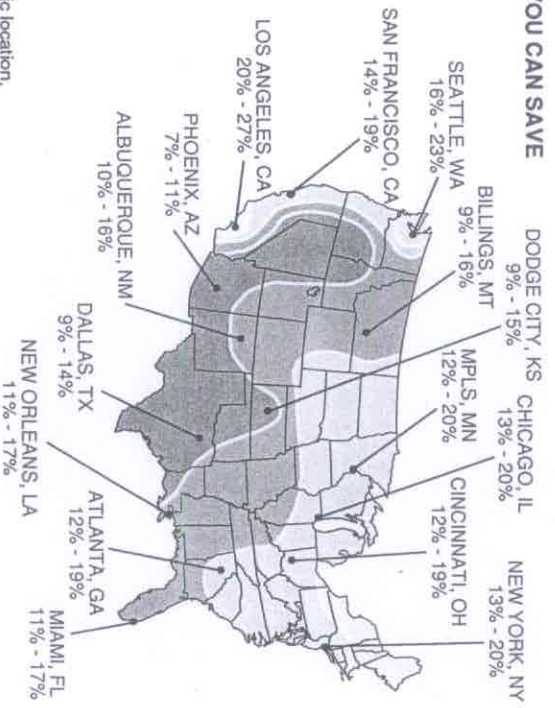 YOU CAN SAVE
SEATTLE, WA
16% - 23%
SAN FRANCISCO, CA
14% - 19%
LOS ANGELES, CA
20% - 27%
PHOENIX, AZ
7% - 11%
ALBUQUERQUE, NM
10% - 16%
BILLINGS, MT
9% - 16%
DODGE CITY, KS
9% - 15%
MPLS, MN
12% - 20%
CHICAGO, IL
13% - 20%
CINCINNATI, OH
12% - 19%
NEW YORK, NY
13% - 20%
DALLAS, TX
9% - 14%
NEW ORLEANS, LA
11% - 17%
ATLANTA, GA
12% - 19%
MIAMI, FL
11% - 17%
ic location,